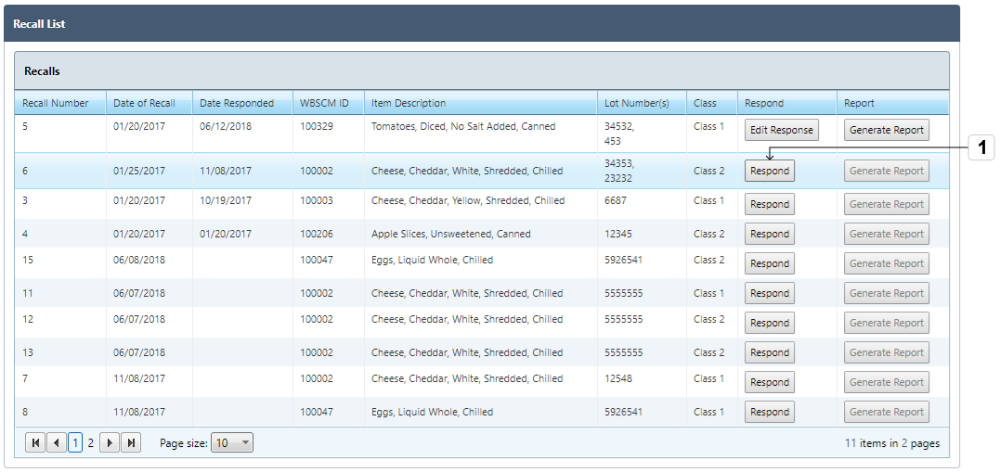 Recall List
Recalls
Recall Number Date of Recall Date Responded WBSCM ID Item Description Lot Number(s) Class Respond Report
5 01/20/2017 06/12/2018 100329 Tomatoes, Diced, No Salt Added, Canned 34532, Class 1 Edit Response Generate Report
453
1
6 01/25/2017 11/08/2017 100002 Cheese, Cheddar, White, Shredded, Chilled 34353, Class 2 Respond Generate Report
23232
3 01/20/2017 10/19/2017 100003 Cheese, Cheddar, Yellow, Shredded, Chilled 6687 Class 1 Respond Generate Report
4 01/20/2017 01/20/2017 100206 Apple Slices, Unsweetened, Canned 12345 Class 2 Respond Generate Report
15 06/08/2018 100047 Eggs, Liquid Whole, Chilled 5926541 Class 2 Respond Generate Report
11 06/07/2018 100002 Cheese, Cheddar, White, Shredded, Chilled 5555555 Class 1 Respond Generate Report
12 06/07/2018 100002 Cheese, Cheddar, White, Shredded, Chilled 5555555 Class 2 Respond Generate Report
13 06/07/2018 100002 Cheese, Cheddar, White, Shredded, Chilled 5555555 Class 2 Respond Generate Report
7 11/08/2017 100002 Cheese, Cheddar, White, Shredded, Chilled 12548 Class 1 Respond Generate Report
8 11/08/2017 100047 Eggs, Liquid Whole, Chilled 5926541 Class 1 Respond Generate Report
1 2 Page size: 10 11 items in 2 pages